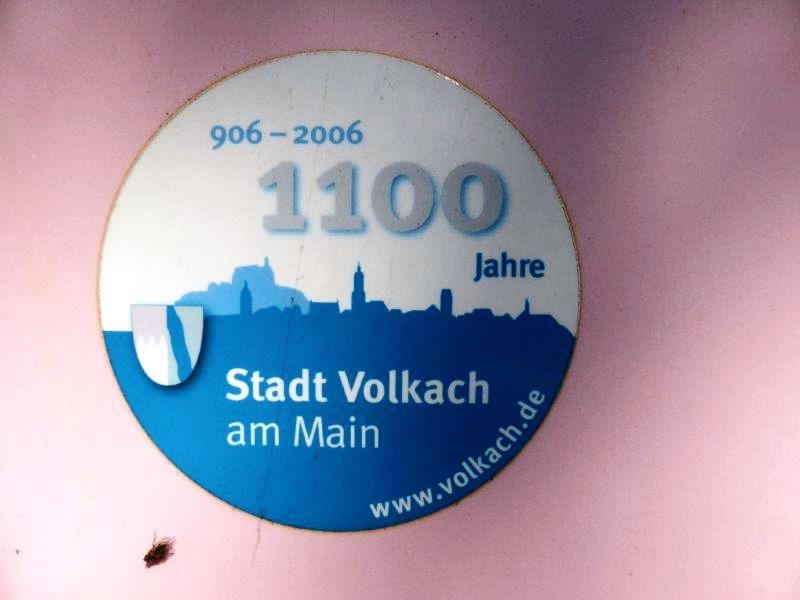 906 – 2006
1100
Jahre
Stadt Volkach
am Main
www.volkach.de